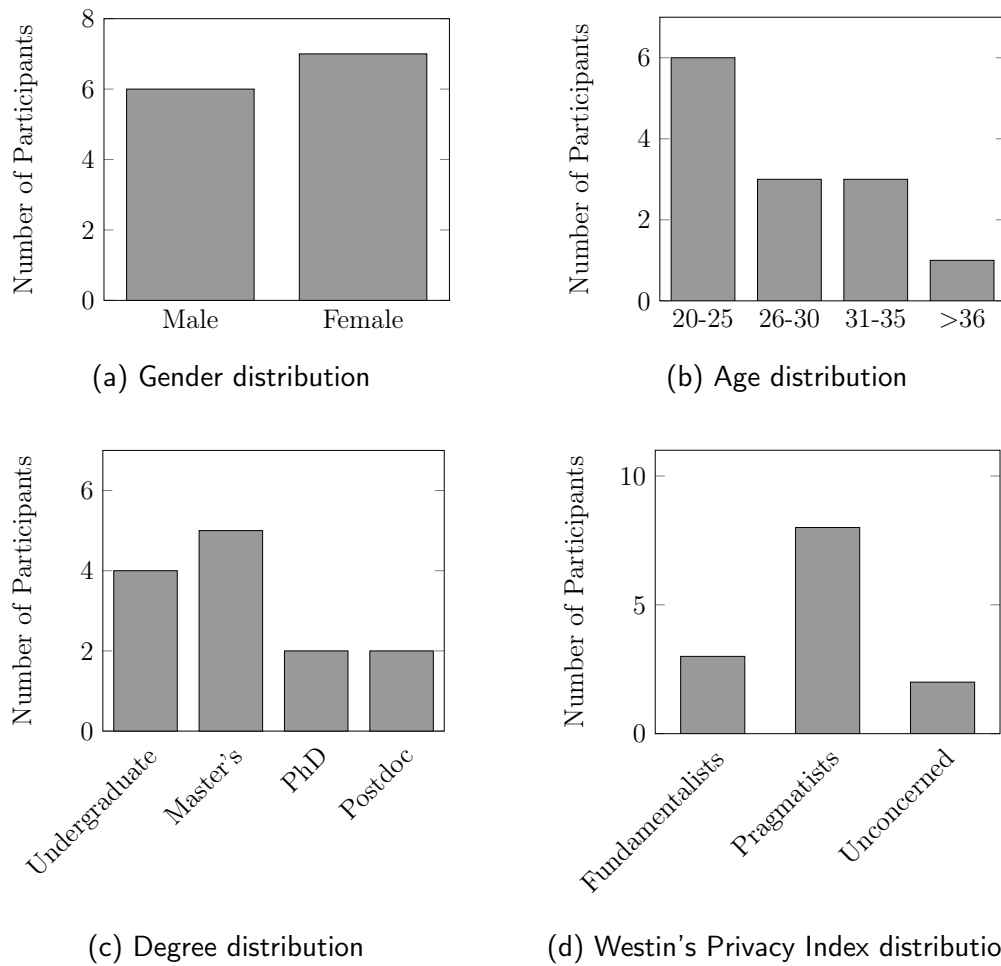 Number of Participants
8
6
4
2
0
Male Female
(a) Gender distribution
Number of Participants
6
4
2
0
20-25 26-30 31-35 >36
(b) Age distribution
Number of Participants
6
4
2
0
Undergraduate
Master's
PhD
Postdoc
(c) Degree distribution
Number of Participants
10
5
0
Fundamentalists
Pragmatists
Unconcerned
(d) Westin's Privacy Index distributio